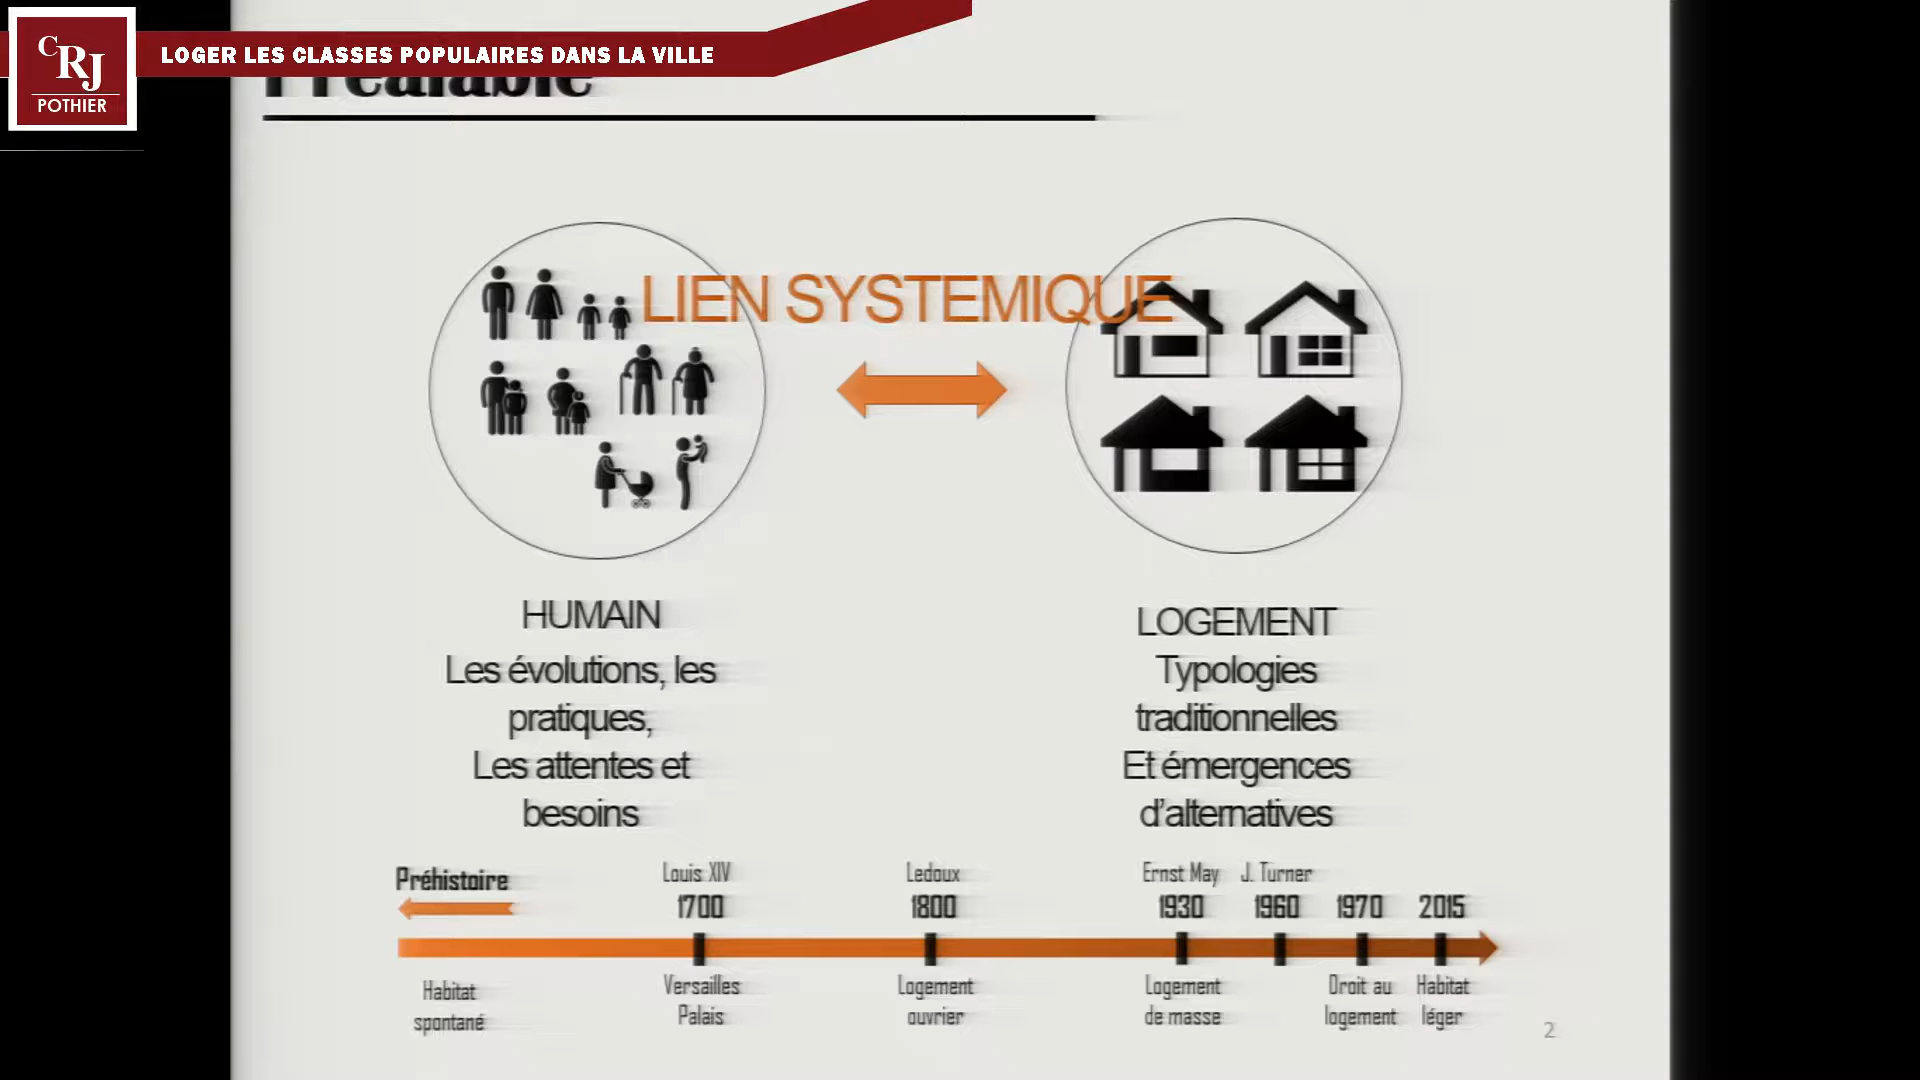 CRJ
POTHIER
LOGER LES CLASSES POPULAIRES DANS LA VILLE
Préalable
LIEN SYSTEMIQUE
HUMAIN
Les évolutions, les
pratiques,
Les attentes et
besoins
LOGEMENT
Typologies
traditionnelles
Et émergences
d'alternatives
Préhistoire
Louis XIV
1700
Ledoux
1800
Ernst May
1930
J. Turner
1960
1970
2015
Habitat
spontané
Versailles
Palais
Logement
ouvrier
Logement
de masse
Droit au
logement
Habitat
léger
2